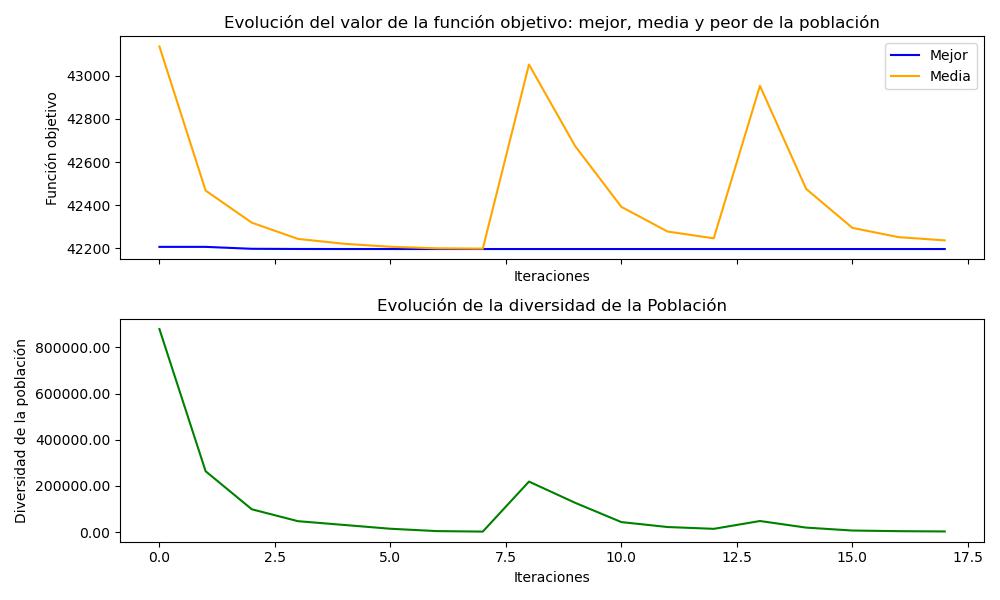 Evolución del valor de la función objetivo: mejor, media y peor de la población
Función objetivo
43000
42800
42600
42400
42200
Mejor
Media
Iteraciones
Evolución de la diversidad de la Población
Diversidad de la población
800000.00
600000.00
400000.00
200000.00
0.00
0.0 2.5 5.0 7.5 10.0 12.5 15.0 17.5
Iteraciones